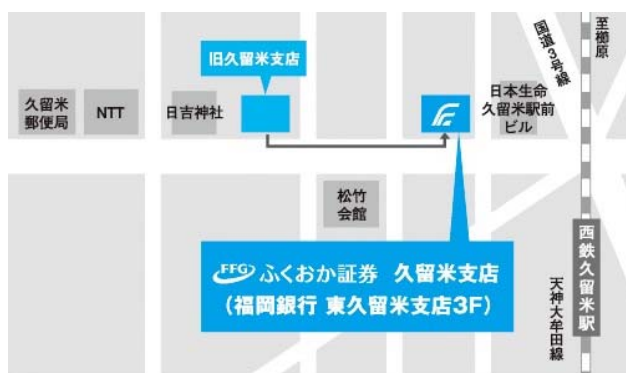 旧久留米支店
国道3号線
至櫛原
久留米
郵便局
NTT
日吉神社
日本生命
久留米駅前
ビル
松竹
会館
西鉄久留米駅
天神大牟田線
FFG ふくおか証券 久留米支店
(福岡銀行 東久留米支店3F)